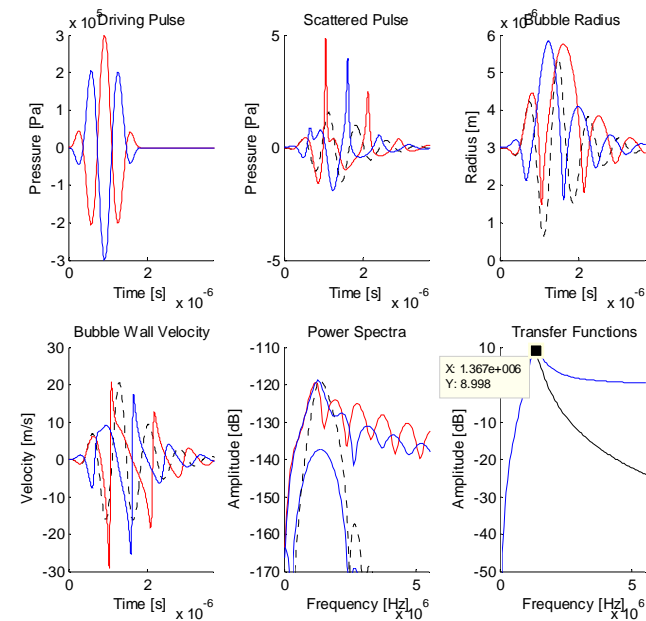 x 10^5
Driving Pulse
3
2
1
0
-1
-2
-3
Pressure [Pa]
0
2
Time [s]
x 10^-6
Scattered Pulse
5
0
-5
Pressure [Pa]
0
2
Time [s]
x 10^-6
x 10^-6
Bubble Radius
6
5
4
3
2
1
0
Radius [m]
0
2
Time [s]
x 10^-6
Bubble Wall Velocity
30
20
10
0
-10
-20
-30
Velocity [m/s]
0
2
Time [s]
x 10^-6
Power Spectra
-110
-120
-130
-140
-150
-160
-170
Amplitude [dB]
0
5
Frequency [Hz]
x 10^6
Transfer Functions
10
X: 1.367e+006
Y: 8.998
-10
-20
-30
-40
-50
Amplitude [dB]
0
5
Frequency [Hz]
x 10^6